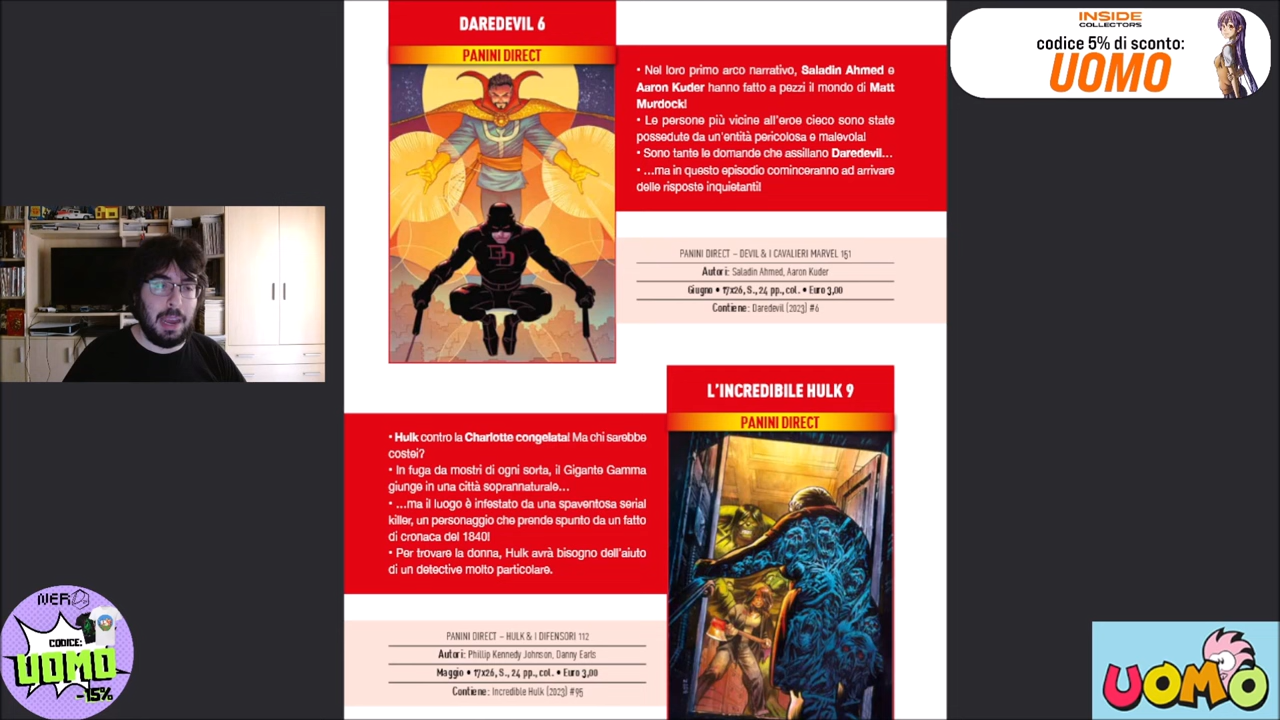 DAREDEVIL 6
PANINI DIRECT
• Nel loro primo arco narrativo, Saladin Ahmed e
Aaron Kuder hanno fatto a pezzi il mondo di Matt
Murdock!
• Le persone più vicine all'eroe cieco sono state
possedute da un'entità pericolosa e malevola!
• Sono tante le domande che assillano Daredevil...
• ...ma in questo episodio cominceranno ad arrivare
delle risposte inquietanti!
DD
PANINI DIRECT – DEVIL & I CAVALIERI MARVEL 151
Autori: Saladin Ahmed, Aaron Kuder
Giugno • 17x26, S., 24 pp., col. • Euro 3,00
Contiene: Daredevil (2023) #6
L'INCREDIBILE HULK 9
PANINI DIRECT
• Hulk contro la Charlotte congelata! Ma chi sarebbe
costei?
• In fuga da mostri di ogni sorta, il Gigante Gamma
giunge in una città soprannaturale...
• ...ma il luogo è infestato da una spaventosa serial
killer, un personaggio che prende spunto da un fatto
di cronaca del 1840!
• Per trovare la donna, Hulk avrà bisogno dell'aiuto
di un detective molto particolare.
PANINI DIRECT – HULK & I DIFENSORI 112
Autori: Phillip Kennedy Johnson, Danny Earls
Maggio • 17x26, S., 24 pp., col. • Euro 3,00
Contiene: Incredible Hulk (2023) #95
INSIDE
COLLECTORS
codice 5% di sconto:
UOMO
NERO
CODICE:
UOMO
-15%
UOMO